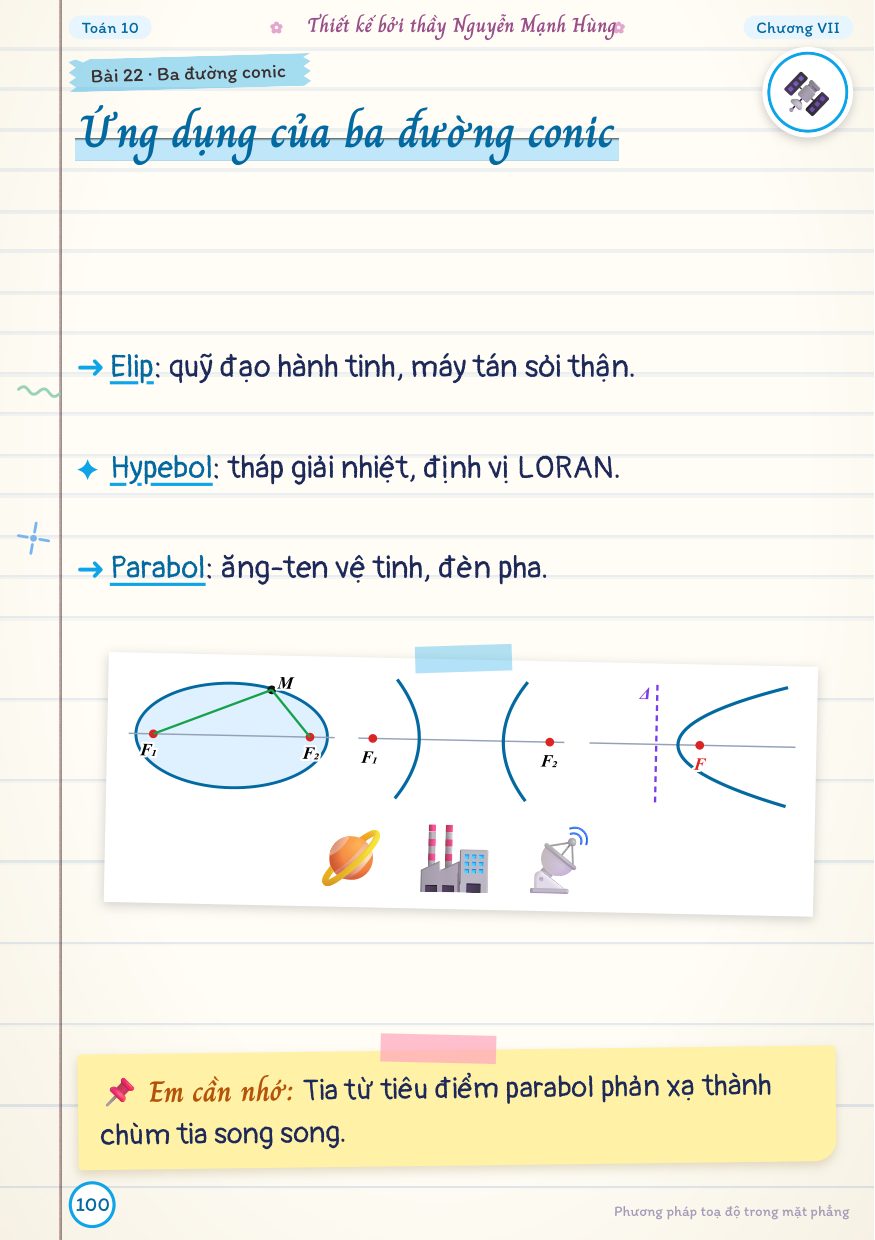 Toán 10
Thiết kế bởi thầy Nguyễn Mạnh Hùng
Chương VII
Bài 22 · Ba đường conic
Ứng dụng của ba đường conic
→ Elip: quỹ đạo hành tinh, máy tán sỏi thận.
✦ Hypebol: tháp giải nhiệt, định vị LORAN.
→ Parabol: ăng-ten vệ tinh, đèn pha.
M
F₁
F₂
F₁
F₂
Δ
F
📌 Em cần nhớ: Tia từ tiêu điểm parabol phản xạ thành
chùm tia song song.
100
Phương pháp toạ độ trong mặt phẳng